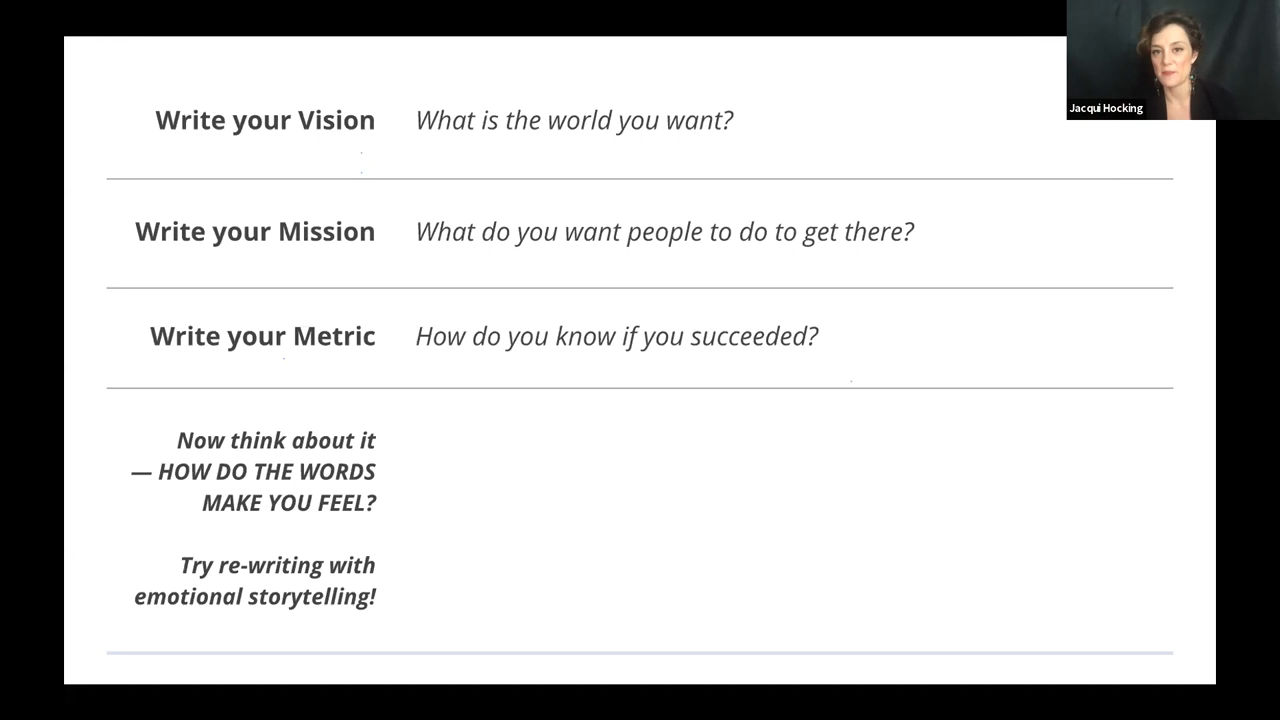 Jacqui Hocking
Write your Vision What is the world you want?
Write your Mission What do you want people to do to get there?
Write your Metric How do you know if you succeeded?
Now think about it
— HOW DO THE WORDS
MAKE YOU FEEL?
Try re-writing with
emotional storytelling!